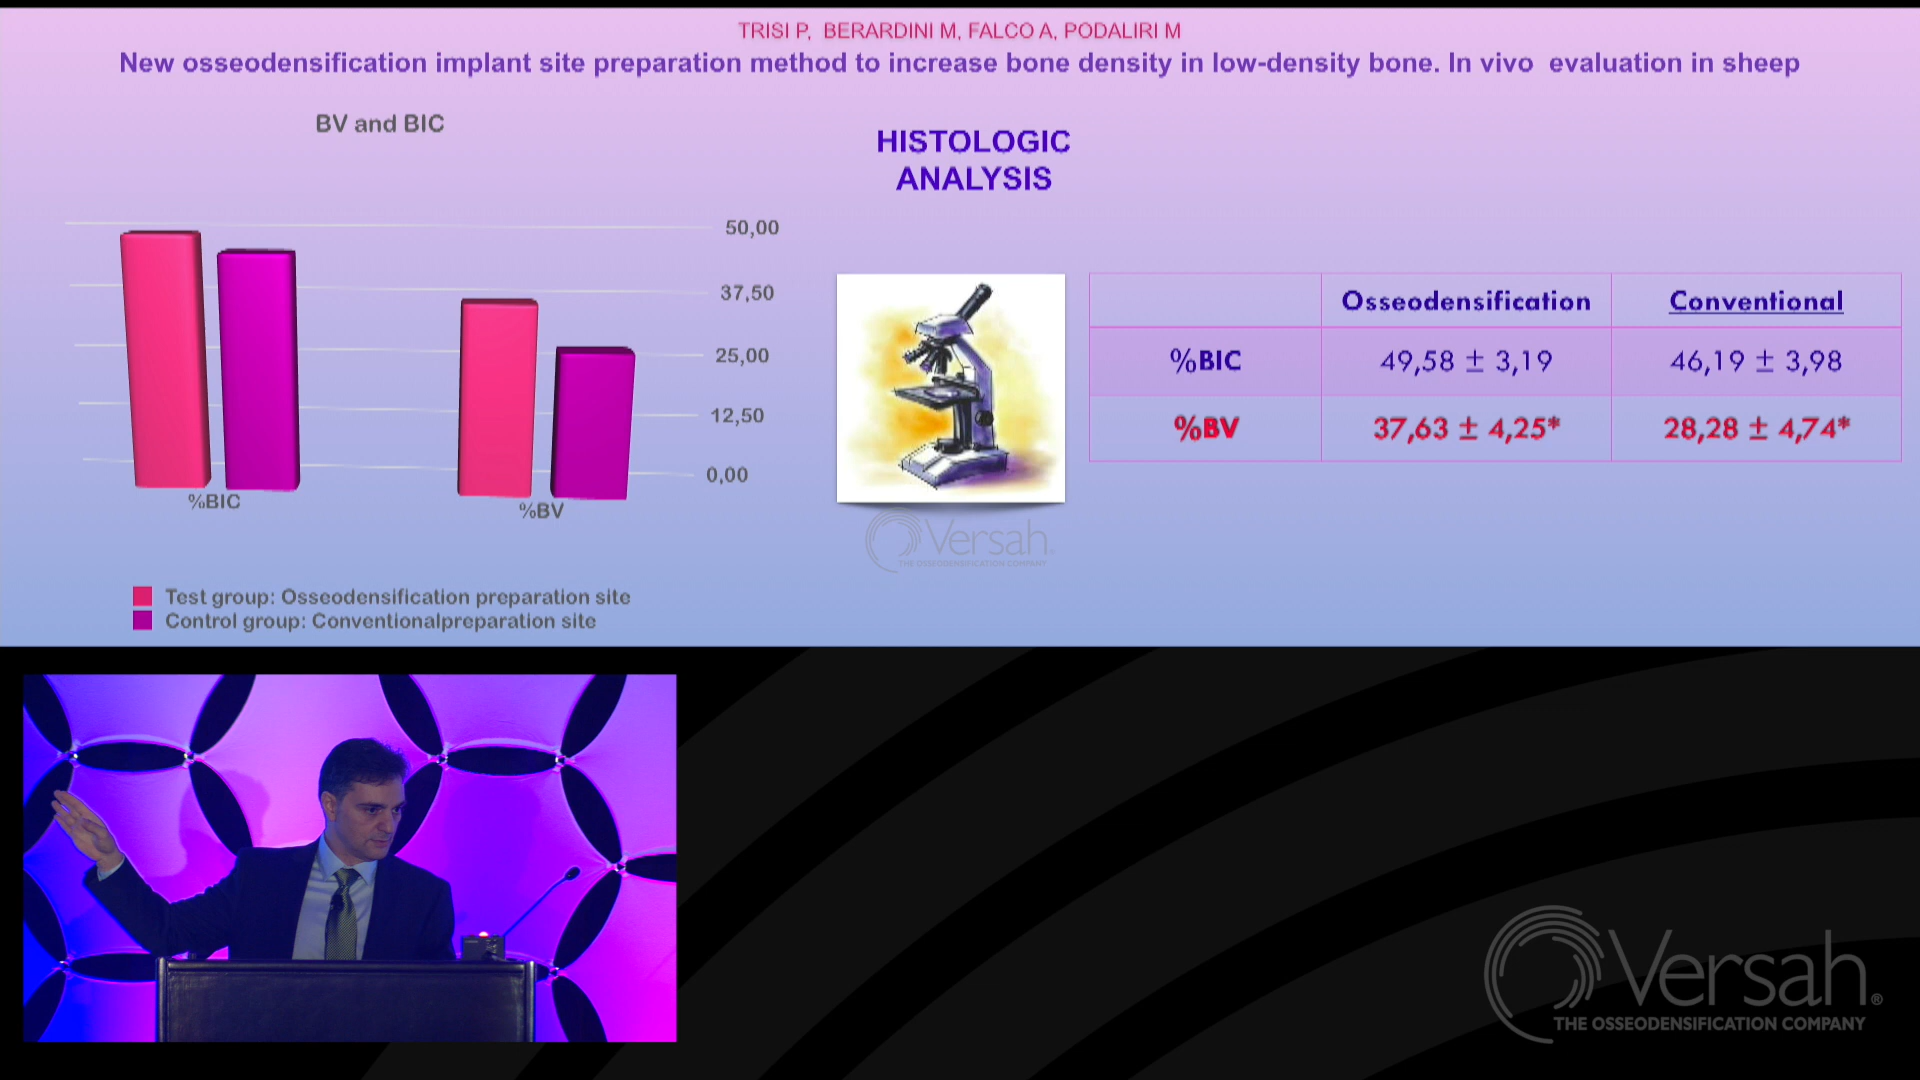 TRISI P, BERARDINI M, FALCO A, PODALIRI M
New osseodensification implant site preparation method to increase bone density in low-density bone. In vivo evaluation in sheep
BV and BIC
50,00
37,50
25,00
12,50
0,00
%BIC
%BV
Test group: Osseodensification preparation site
Control group: Conventionalpreparation site
HISTOLOGIC
ANALYSIS
Osseodensification Conventional
%BIC 49,58 ± 3,19 46,19 ± 3,98
%BV 37,63 ± 4,25* 28,28 ± 4,74*
Versah®
THE OSSEODENSIFICATION COMPANY
Versah®
THE OSSEODENSIFICATION COMPANY